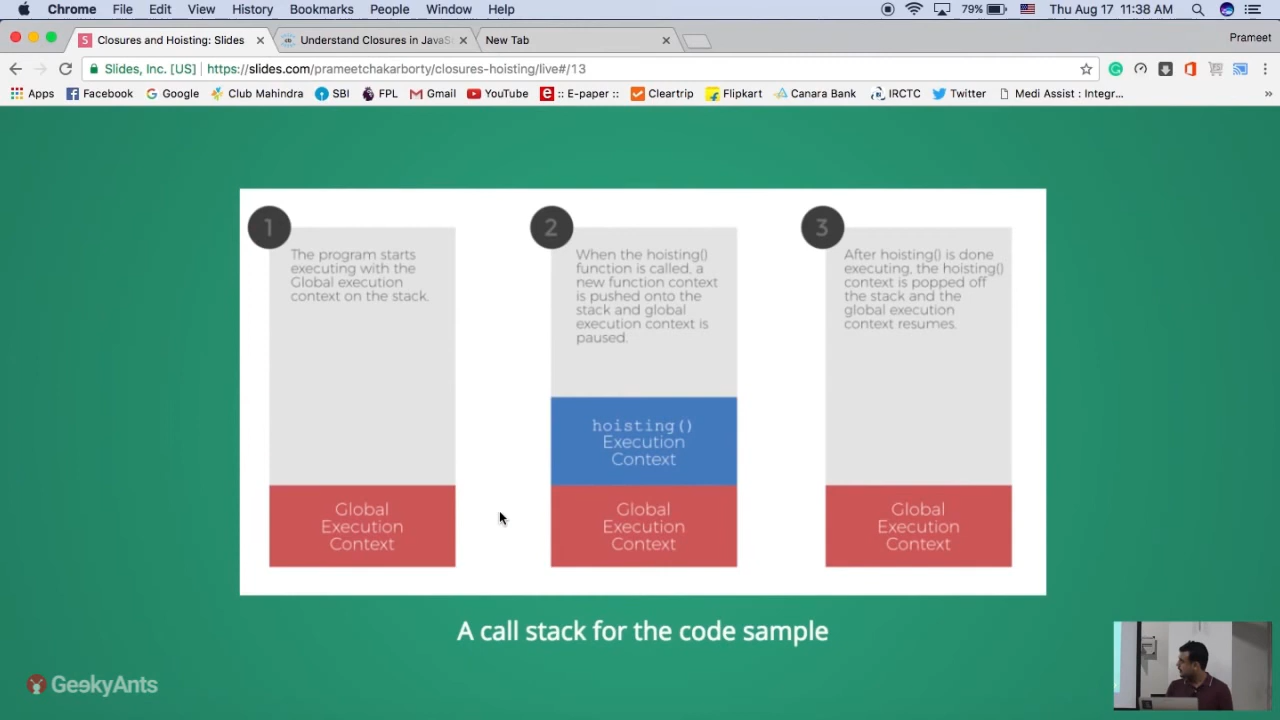 Chrome File Edit View History Bookmarks People Window Help 79% Thu Aug 17 11:38 AM
Closures and Hoisting: Slides Understand Closures in JavaSc New Tab Prameet
Slides, Inc. [US] https://slides.com/prameetchakarborty/closures-hoisting/live#/13
Apps Facebook Google Club Mahindra SBI FPL Gmail YouTube :: E-paper :: Cleartrip Flipkart Canara Bank IRCTC Twitter Medi Assist : Integr... »
1
The program starts
executing with the
Global execution
context on the stack.
Global
Execution
Context
2
When the hoisting()
function is called, a
new function context
is pushed onto the
stack and global
execution context is
paused.
hoisting()
Execution
Context
Global
Execution
Context
3
After hoisting() is done
executing, the hoisting()
context is popped off
the stack and the
global execution
context resumes.
Global
Execution
Context
A call stack for the code sample
GeekyAnts